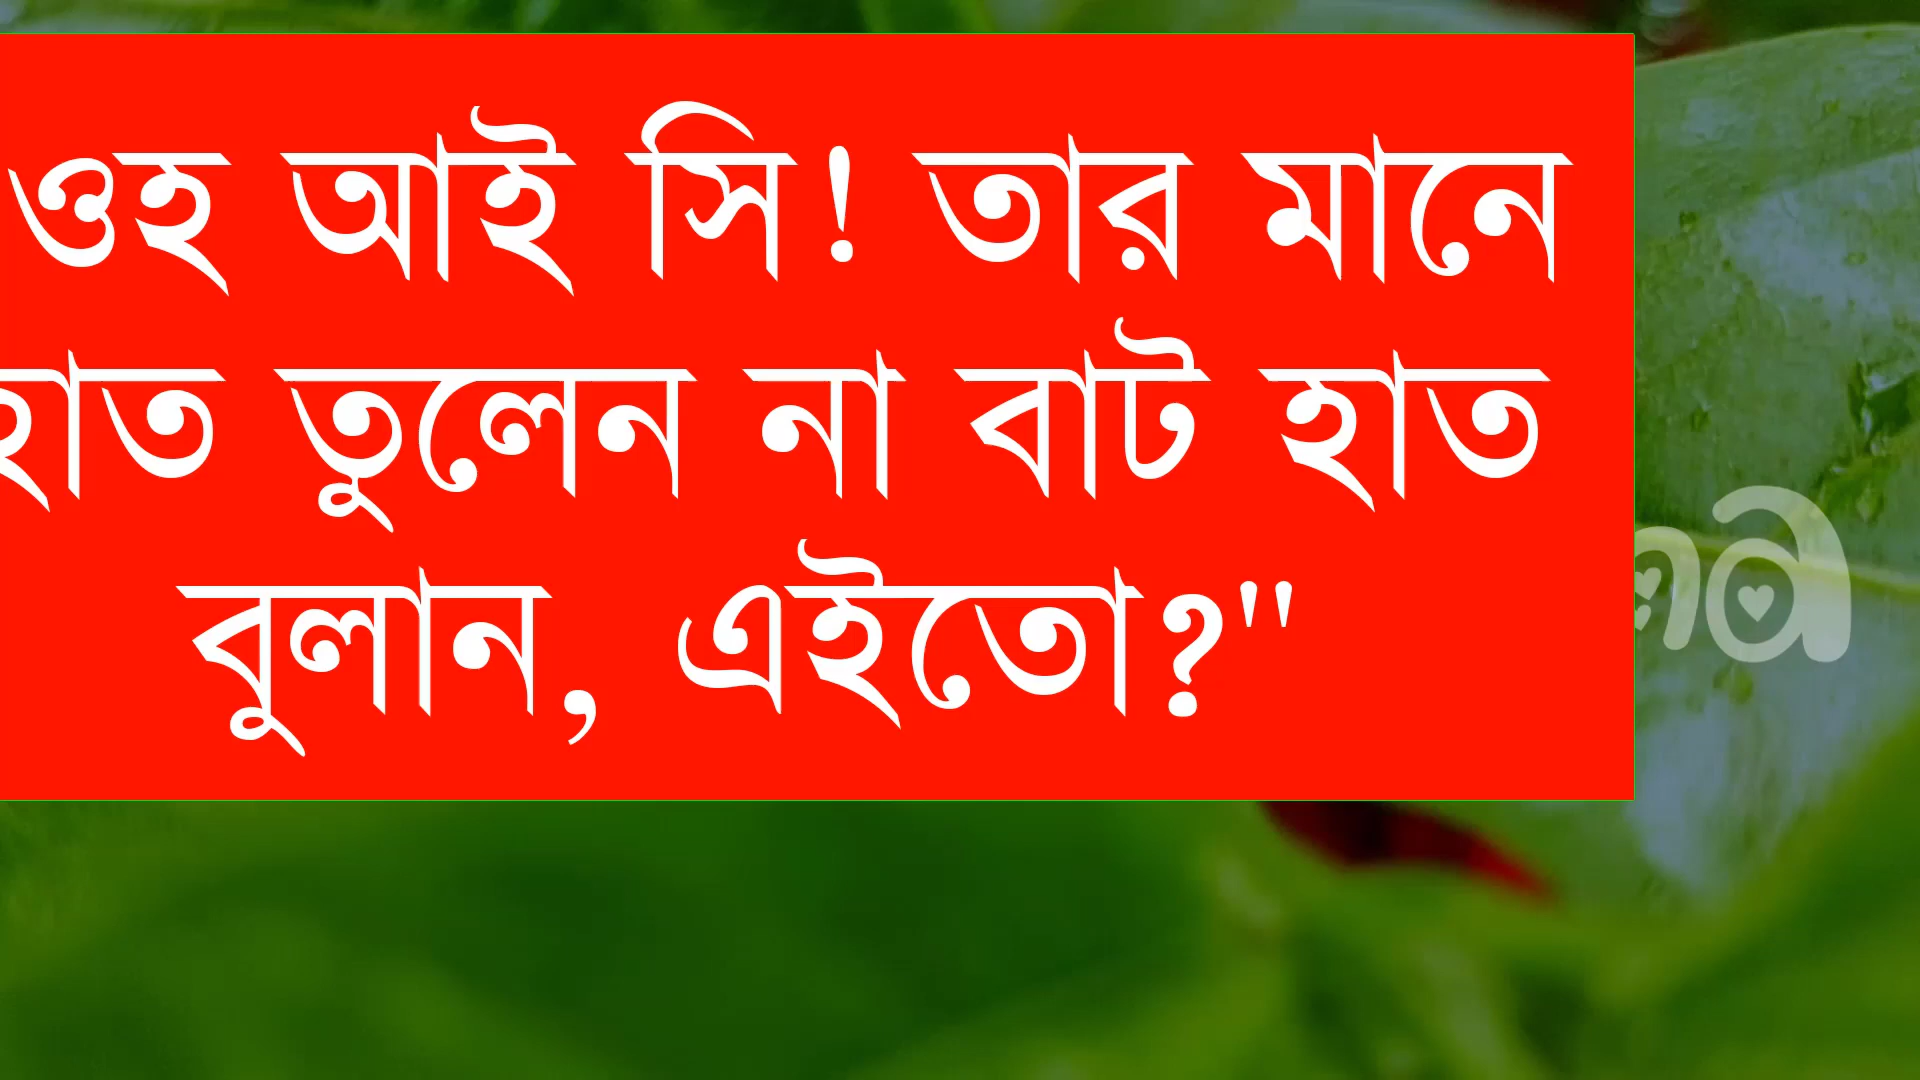 ওহ আই সি! তার মানে
হাত তুলেন না বাট হাত
বুলান, এইতো?"